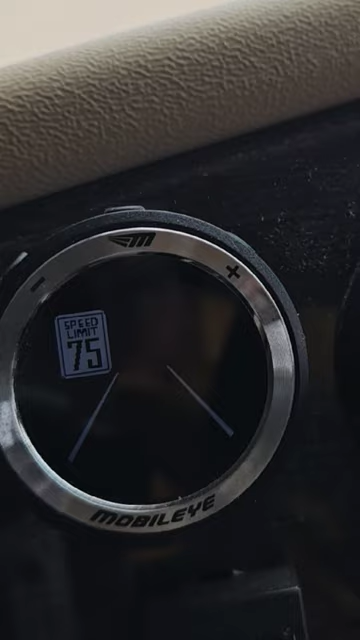 - +
SPEED
LIMIT
75
MOBILEYE